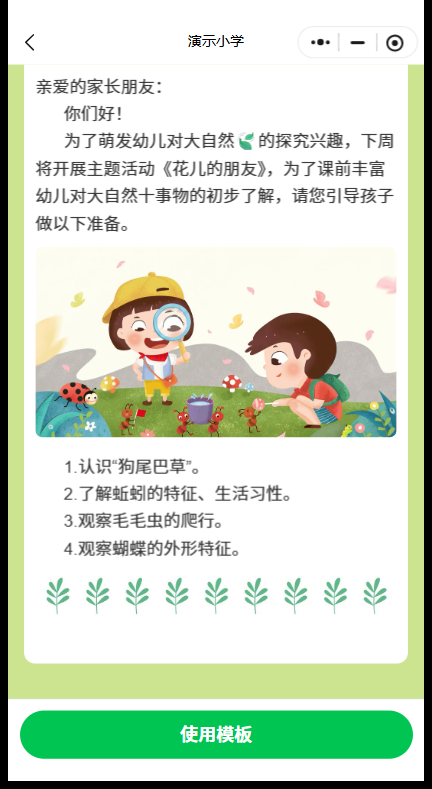 演示小学
亲爱的家长朋友：
你们好！
为了萌发幼儿对大自然的探究兴趣，下周
将开展主题活动《花儿的朋友》，为了课前丰富
幼儿对大自然十事物的初步了解，请您引导孩子
做以下准备。
1.认识“狗尾巴草”。
2.了解蚯蚓的特征、生活习性。
3.观察毛毛虫的爬行。
4.观察蝴蝶的外形特征。
使用模板